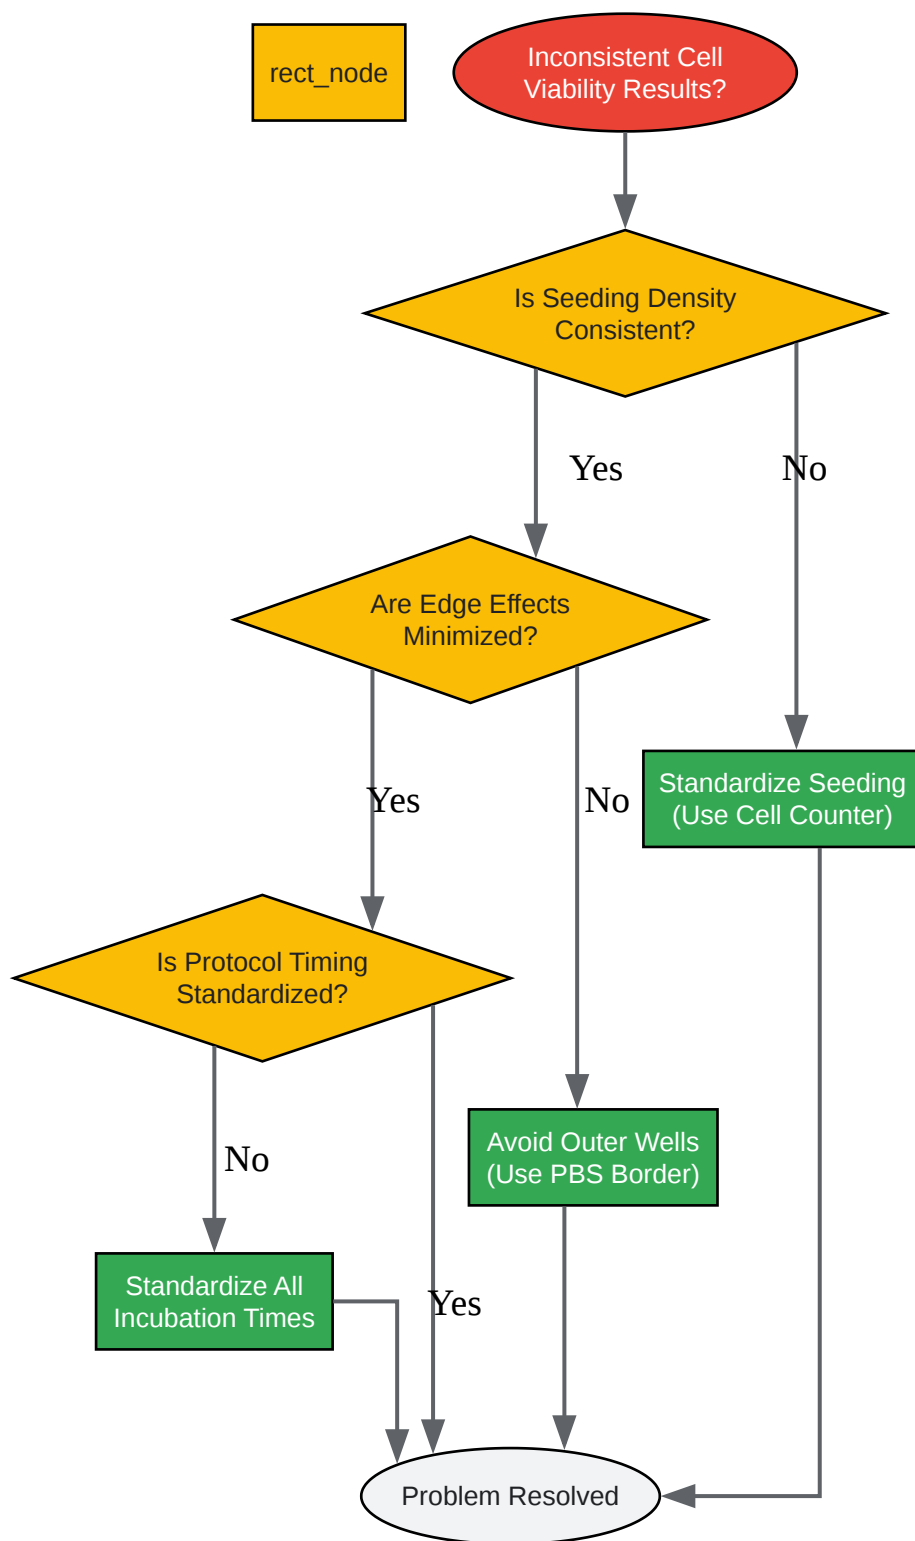 rect_node
Inconsistent Cell
Viability Results?
Is Seeding Density
Consistent?
Yes
No
Are Edge Effects
Minimized?
Standardize Seeding
(Use Cell Counter)
Yes
No
Is Protocol Timing
Standardized?
Avoid Outer Wells
(Use PBS Border)
No
Standardize All
Incubation Times
Yes
Problem Resolved